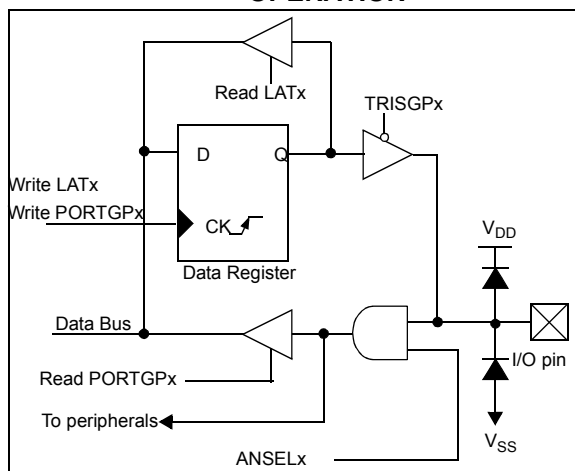 OPERATION
Read LATx
TRISGPx
D
Q
Write LATx
Write PORTGPx
CK
VDD
Data Register
Data Bus
I/O pin
Read PORTGPx
To peripherals
VSS
ANSELx